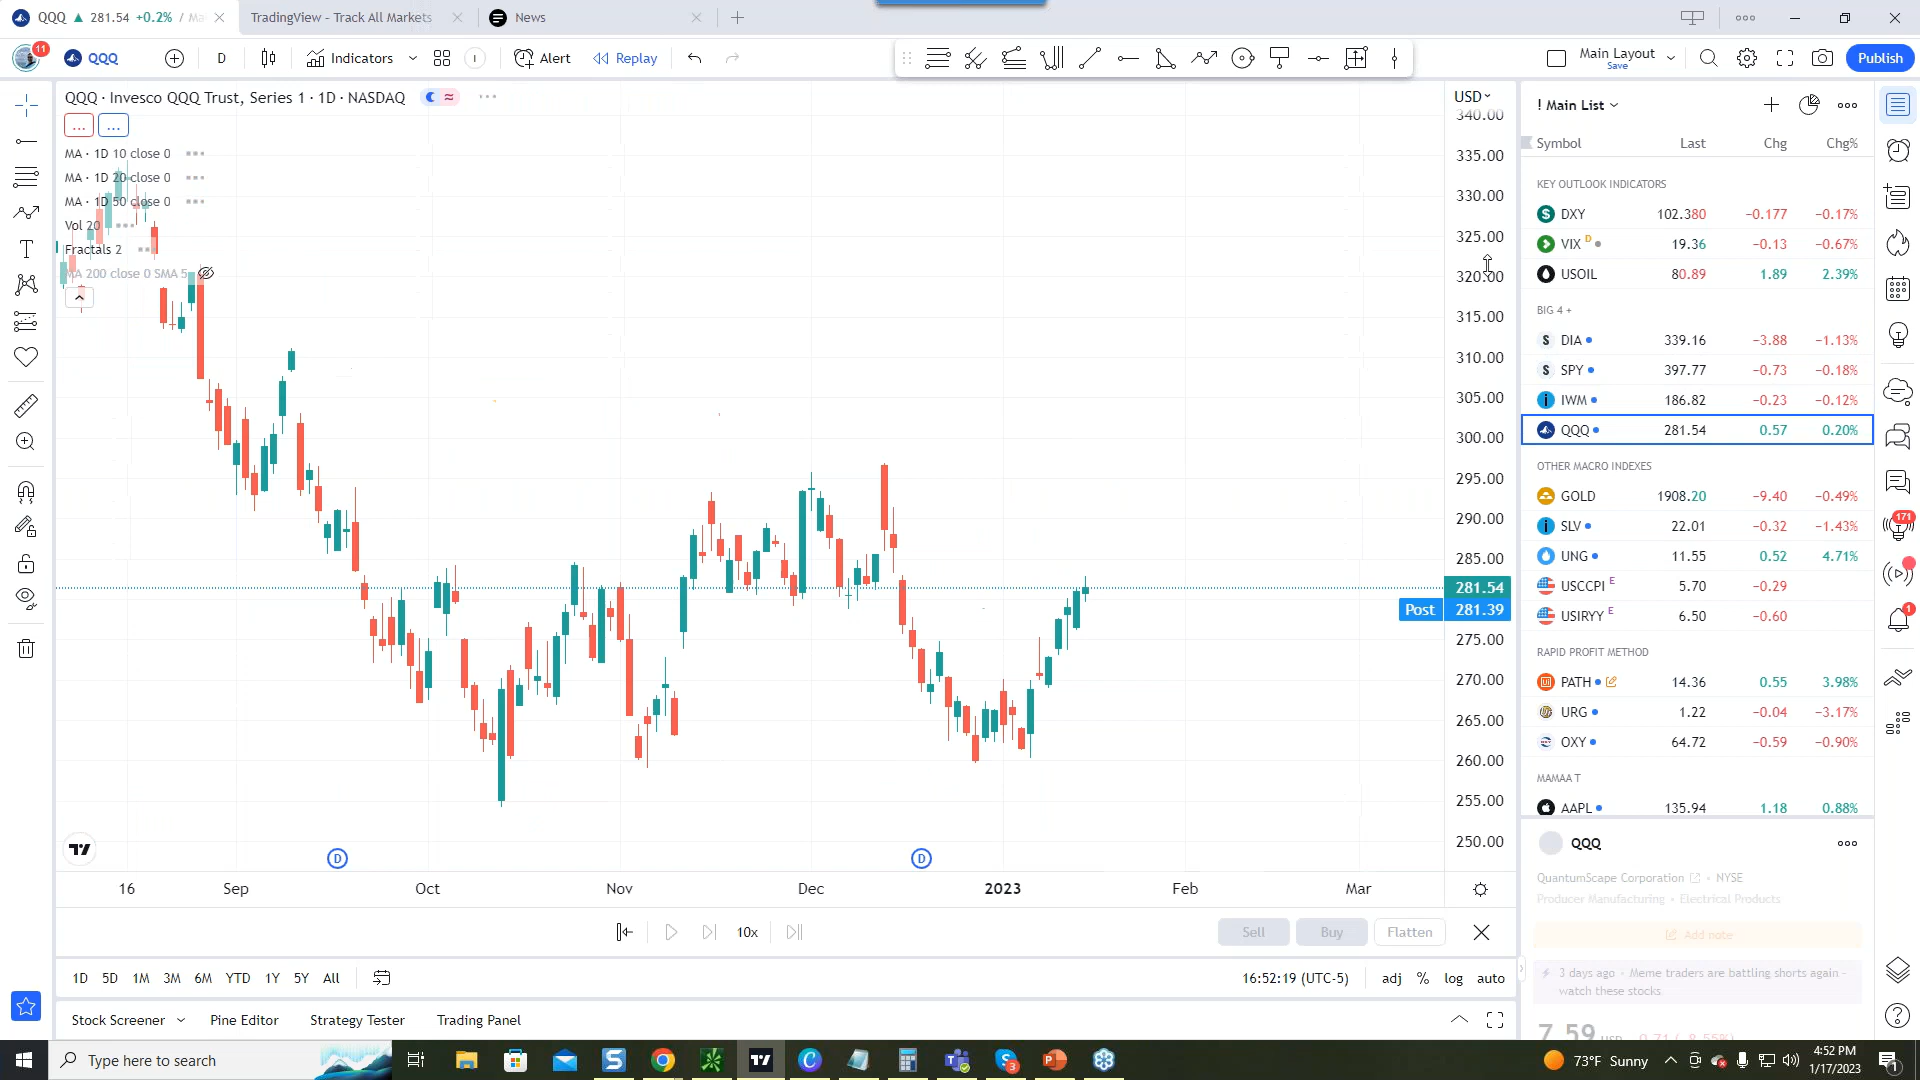 QQQ ▲ 281.54 +0.2% / Ma
TradingView - Track All Markets
News
11
QQQ
D
Indicators
Alert
Replay
Main Layout
Save
Publish
QQQ · Invesco QQQ Trust, Series 1 · 1D · NASDAQ
USD
MA · 1D 10 close 0
MA · 1D 20 close 0
MA · 1D 50 close 0
Vol 20
Fractals 2
MA 200 close 0 SMA 5
340.00
335.00
330.00
325.00
320.00
315.00
310.00
305.00
300.00
295.00
290.00
285.00
281.54
Post 281.39
275.00
270.00
265.00
260.00
255.00
250.00
D
D
16 Sep Oct Nov Dec 2023 Feb Mar
10x
Sell
Buy
Flatten
1D 5D 1M 3M 6M YTD 1Y 5Y All
16:52:19 (UTC-5)
adj % log auto
Stock Screener
Pine Editor
Strategy Tester
Trading Panel
! Main List
Symbol Last Chg Chg%
KEY OUTLOOK INDICATORS
DXY 102.380 −0.177 −0.17%
VIX D 19.36 −0.13 −0.67%
USOIL 80.89 1.89 2.39%
BIG 4 +
DIA 339.16 −3.88 −1.13%
SPY 397.77 −0.73 −0.18%
IWM 186.82 −0.23 −0.12%
QQQ 281.54 0.57 0.20%
OTHER MACRO INDEXES
GOLD 1908.20 −9.40 −0.49%
SLV 22.01 −0.32 −1.43%
UNG 11.55 0.52 4.71%
USCCPI E 5.70 −0.29
USIRYY E 6.50 −0.60
RAPID PROFIT METHOD
PATH 14.36 0.55 3.98%
URG 1.22 −0.04 −3.17%
OXY 64.72 −0.59 −0.90%
MAMAA T
AAPL 135.94 1.18 0.88%
QQQ
QuantumScape Corporation · NYSE
Producer Manufacturing · Electrical Products
Add note
3 days ago · Meme traders are battling shorts again -
watch these stocks
7.59 USD
171
1
Type here to search
73°F Sunny
4:52 PM
1/17/2023